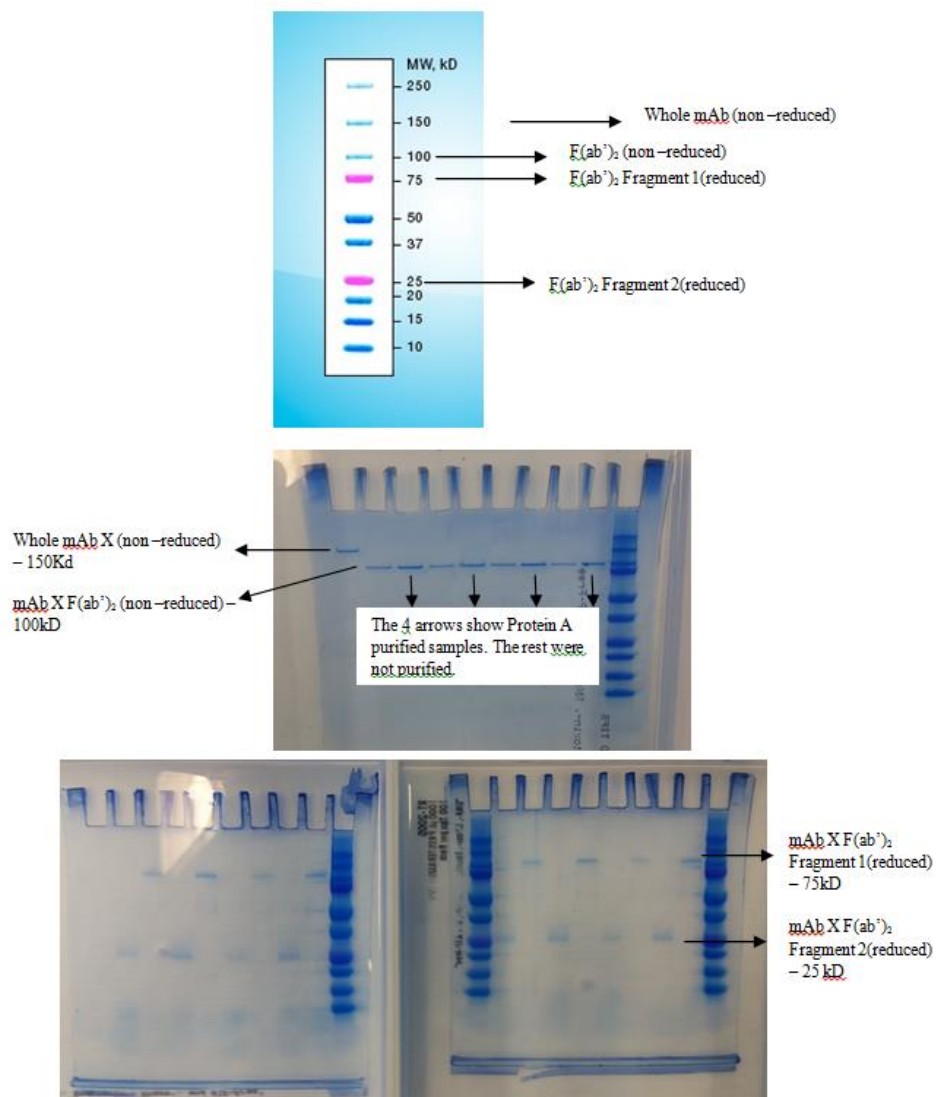 MW, kD
250
150
100
75
50
37
25
20
15
10
Whole mAb (non –reduced)
F(ab’)₂ (non –reduced)
F(ab’)₂ Fragment 1(reduced)
F(ab’)₂ Fragment 2(reduced)
Whole mAb X (non –reduced)
– 150Kd
mAb X F(ab’)₂ (non –reduced) –
100kD
The 4 arrows show Protein A
purified samples. The rest were
not purified.
mAb X F(ab’)₂
Fragment 1(reduced)
– 75kD
mAb X F(ab’)₂
Fragment 2(reduced)
– 25 kD